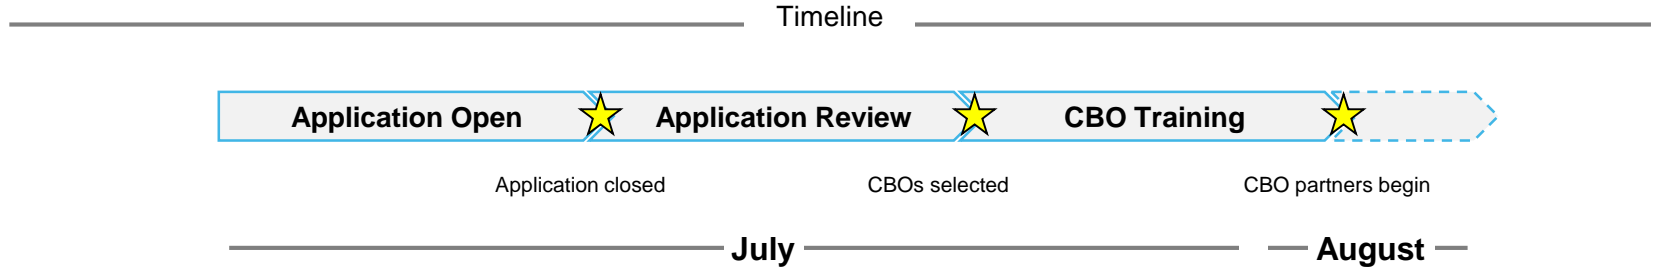 Timeline
Application Open
Application Review
CBO Training
Application closed
CBOs selected
CBO partners begin
July
August